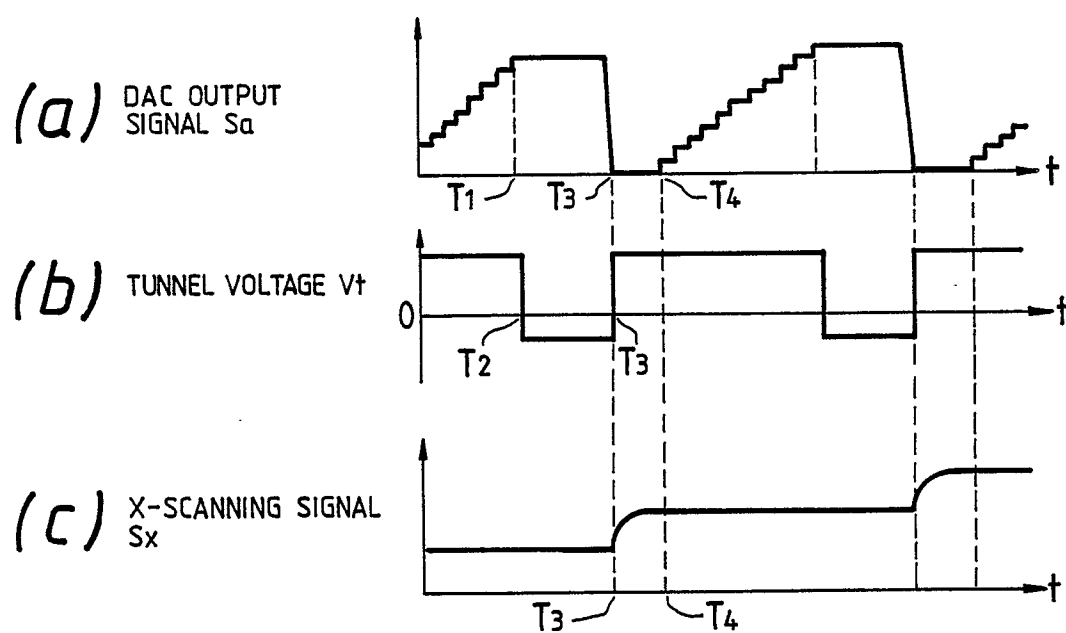 (a) DAC OUTPUT
SIGNAL Sa
t
T1 T3 T4
(b) TUNNEL VOLTAGE Vt
0
t
T2 T3
(c) X-SCANNING SIGNAL
Sx
t
T3 T4